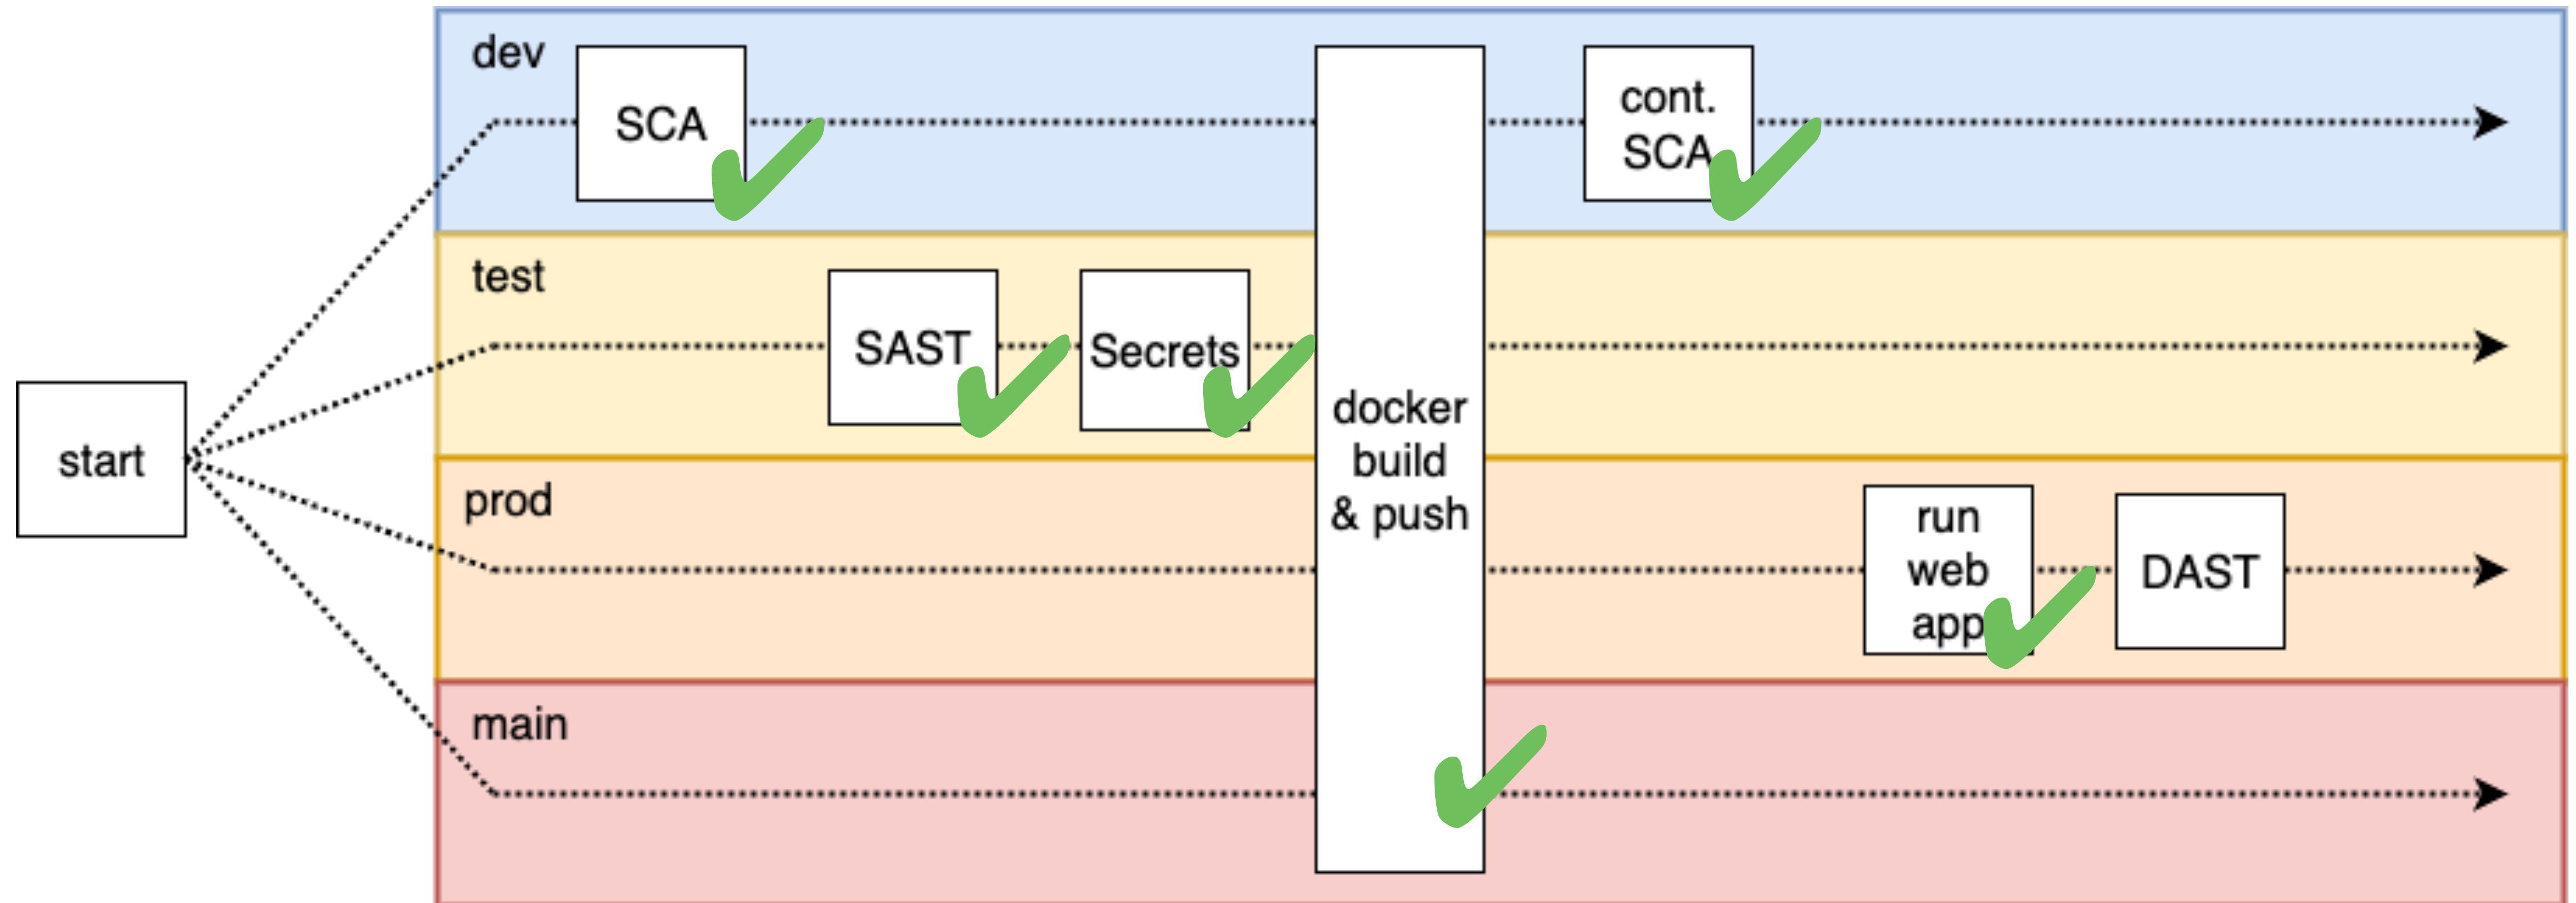 dev
SCA
cont.
SCA
test
SAST
Secrets
start
docker
build
& push
prod
run
web
app
DAST
main